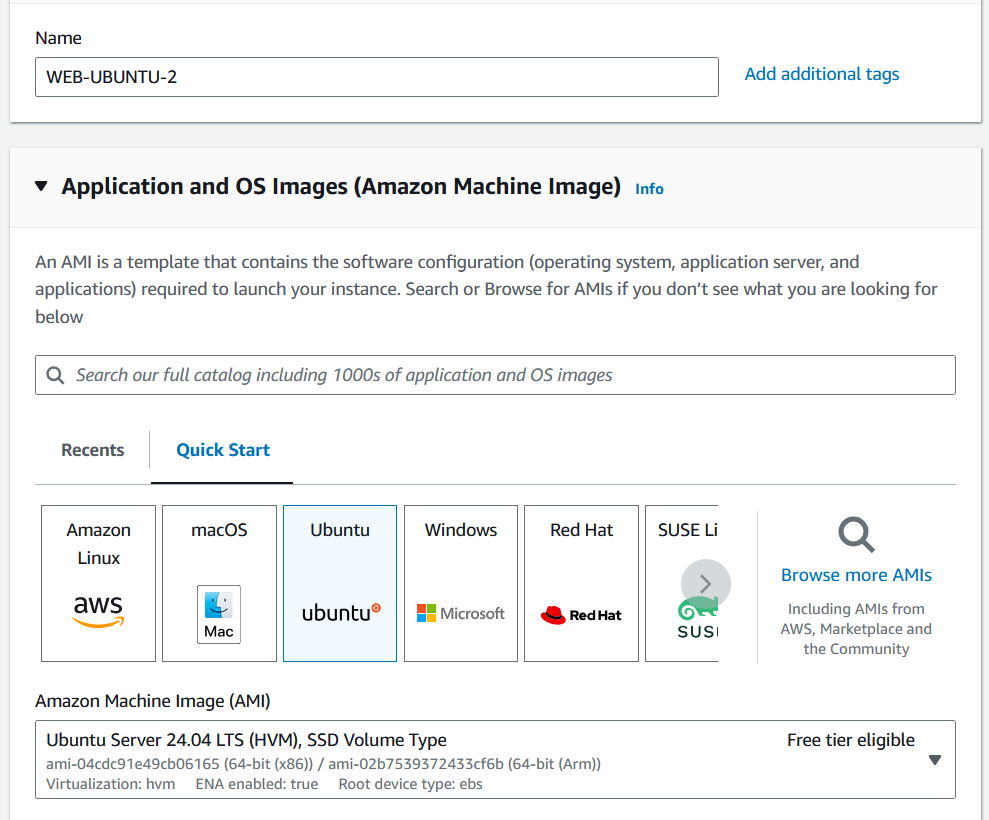 Name
WEB-UBUNTU-2
Add additional tags
Application and OS Images (Amazon Machine Image) Info
An AMI is a template that contains the software configuration (operating system, application server, and
applications) required to launch your instance. Search or Browse for AMIs if you don’t see what you are looking for
below
Search our full catalog including 1000s of application and OS images
Recents
Quick Start
Amazon
Linux
aws
macOS
Mac
Ubuntu
ubuntu
Windows
Microsoft
Red Hat
Red Hat
SUSE Li
SUS
Browse more AMIs
Including AMIs from
AWS, Marketplace and
the Community
Amazon Machine Image (AMI)
Ubuntu Server 24.04 LTS (HVM), SSD Volume Type
Free tier eligible
ami-04cdc91e49cb06165 (64-bit (x86)) / ami-02b7539372433cf6b (64-bit (Arm))
Virtualization: hvm ENA enabled: true Root device type: ebs